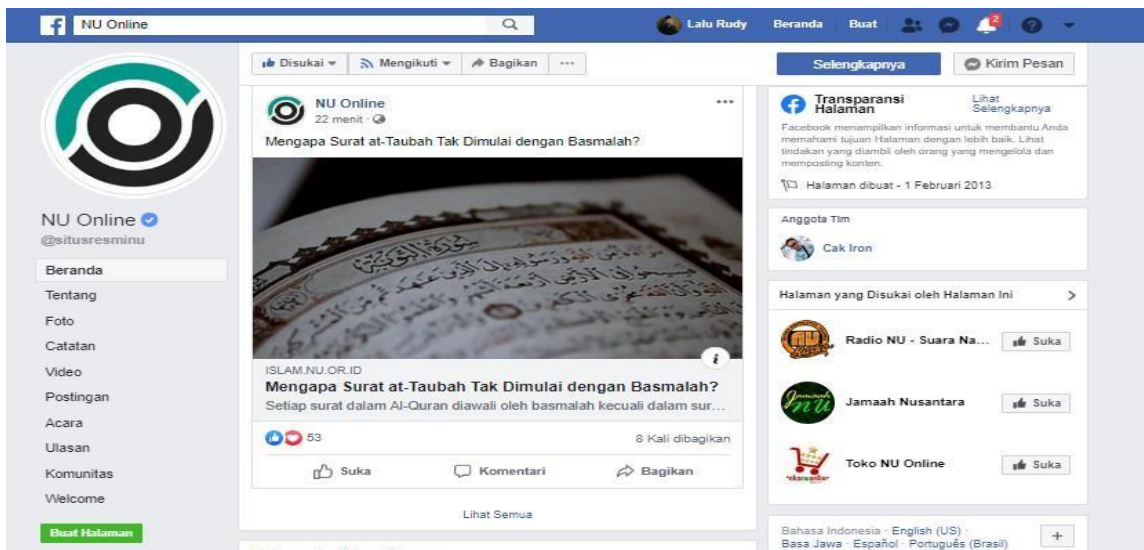 NU Online
Lalu Rudy
Beranda
Buat
2
NU Online
@situsresminu
Beranda
Tentang
Foto
Catatan
Video
Postingan
Acara
Ulasan
Komunitas
Welcome
Buat Halaman
Disukai
Mengikuti
Bagikan
NU Online
22 menit ·
Mengapa Surat at-Taubah Tak Dimulai dengan Basmalah?
ISLAM.NU.OR.ID
Mengapa Surat at-Taubah Tak Dimulai dengan Basmalah?
Setiap surat dalam Al-Quran diawali oleh basmalah kecuali dalam sur...
53
8 Kali dibagikan
Suka
Komentari
Bagikan
Lihat Semua
Selengkapnya
Kirim Pesan
Transparansi
Halaman
Lihat
Selengkapnya
Facebook menampilkan informasi untuk membantu Anda
memahami tujuan Halaman dengan lebih baik. Lihat
tindakan yang diambil oleh orang yang mengelola dan
memposting konten.
Halaman dibuat - 1 Februari 2013
Anggota Tim
Cak Iron
Halaman yang Disukai oleh Halaman Ini
Radio NU - Suara Na...
Suka
Jamaah Nusantara
Suka
Toko NU Online
Suka
Bahasa Indonesia · English (US) ·
Basa Jawa · Español · Português (Brasil)